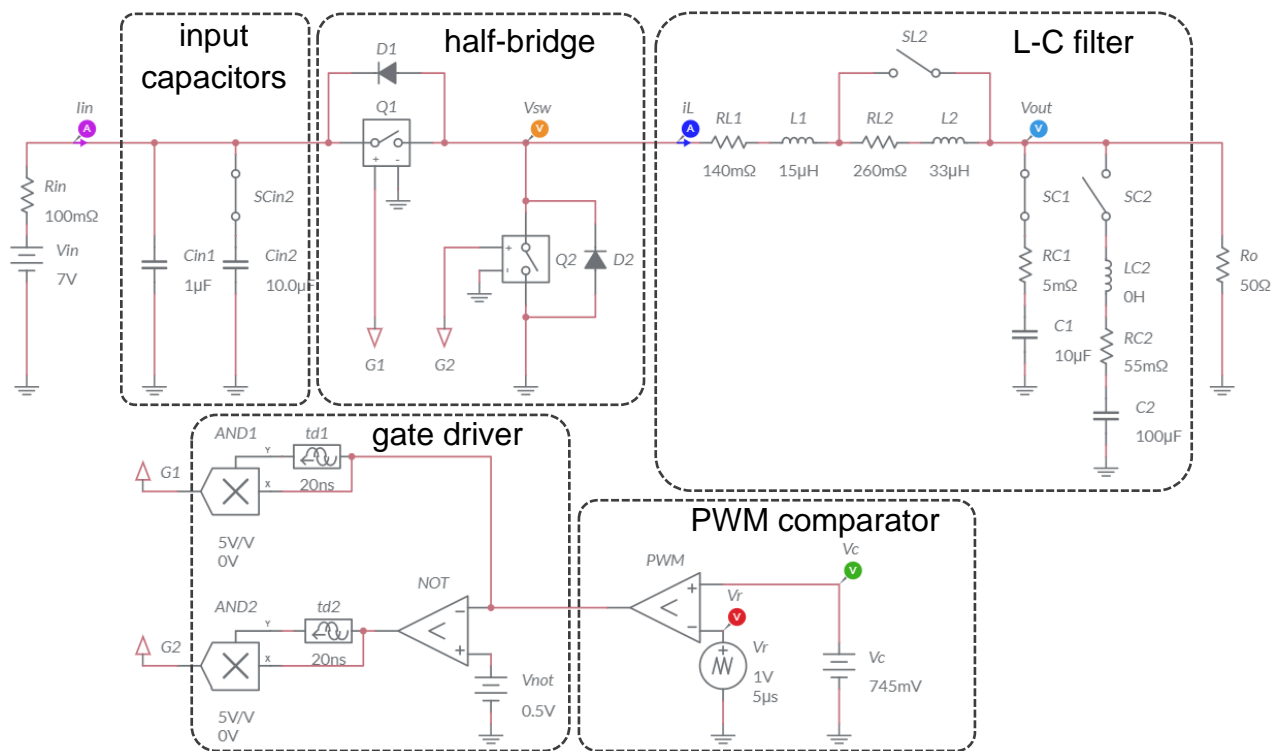 input
capacitors
half-bridge
L-C filter
D1
SL2
Iin
A
Q1
+
-
Vsw
V
iL
A
RL1
140mΩ
L1
15µH
RL2
260mΩ
L2
33µH
Vout
V
Rin
100mΩ
Vin
7V
SCin2
Cin1
1µF
Cin2
10.0µF
+
-
Q2
D2
G1
G2
SC1
SC2
RC1
5mΩ
C1
10µF
LC2
0H
RC2
55mΩ
C2
100µF
Ro
50Ω
gate driver
AND1
td1
Y
X
20ns
G1
5V/V
0V
AND2
td2
Y
X
20ns
G2
5V/V
0V
NOT
<
-
+
Vnot
0.5V
PWM comparator
PWM
<
+
-
Vc
V
Vr
V
+
Vr
1V
5µs
Vc
745mV